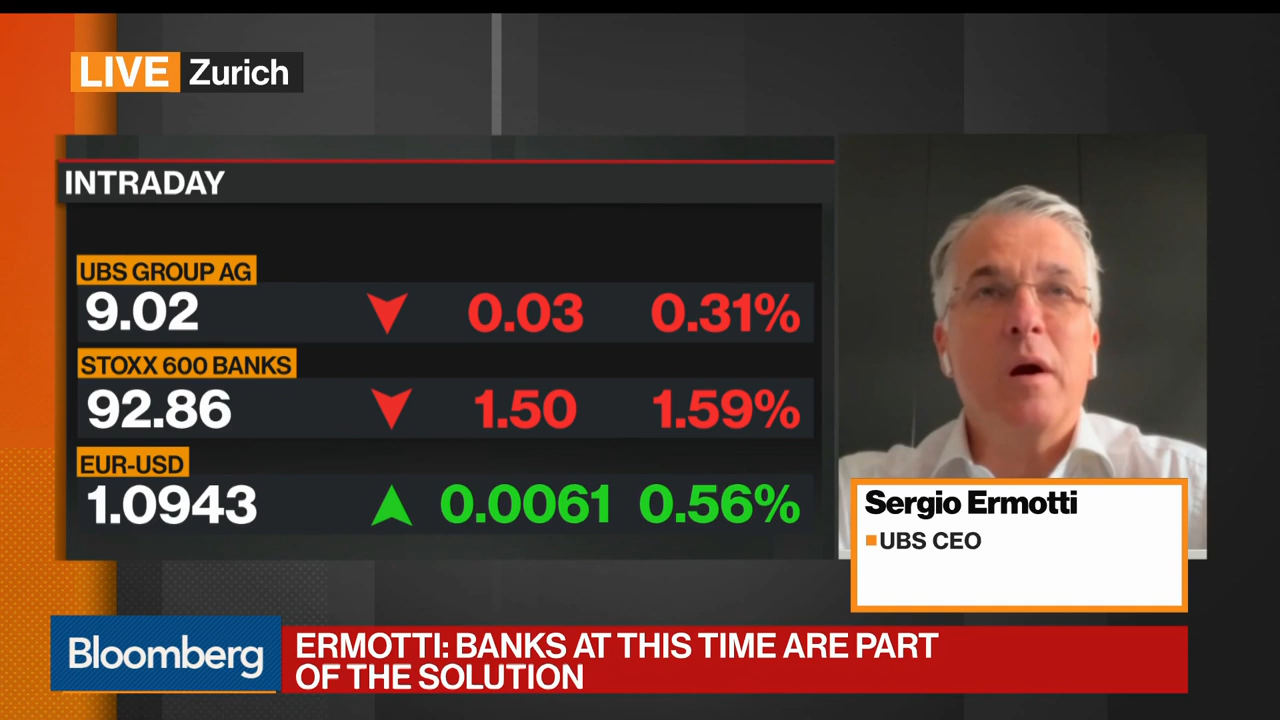 LIVE Zurich
INTRADAY
UBS GROUP AG
9.02 0.03 0.31%
STOXX 600 BANKS
92.86 1.50 1.59%
EUR-USD
1.0943 0.0061 0.56%
Sergio Ermotti
UBS CEO
Bloomberg
ERMOTTI: BANKS AT THIS TIME ARE PART
OF THE SOLUTION